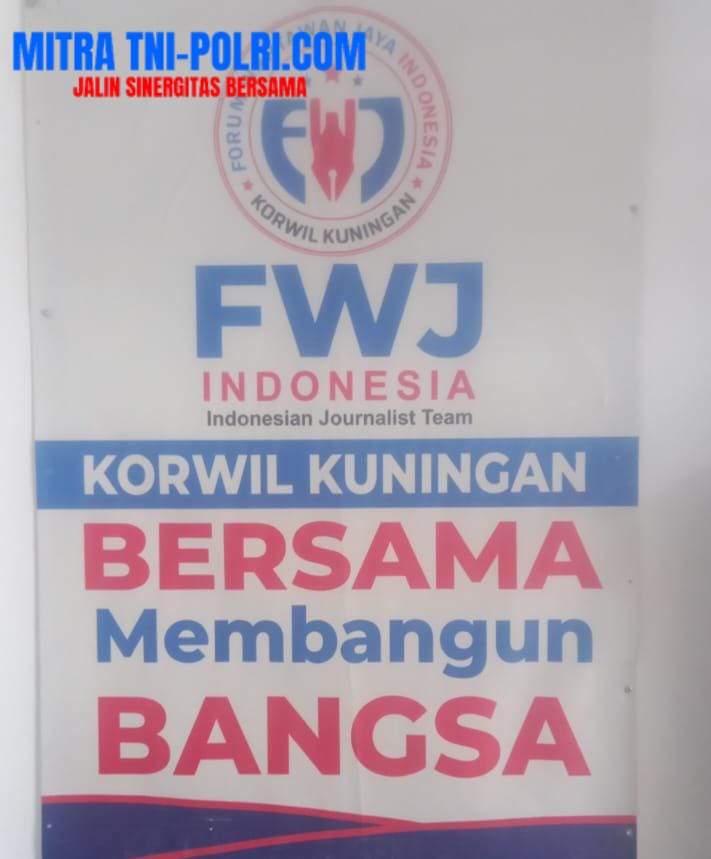 MITRA TNI-POLRI.COM
JALIN SINERGITAS BERSAMA
JAYA INDONESIA
FWJ
KORWIL KUNINGAN
FWJ
INDONESIA
Indonesian Journalist Team
KORWIL KUNINGAN
BERSAMA
Membangun
BANGSA